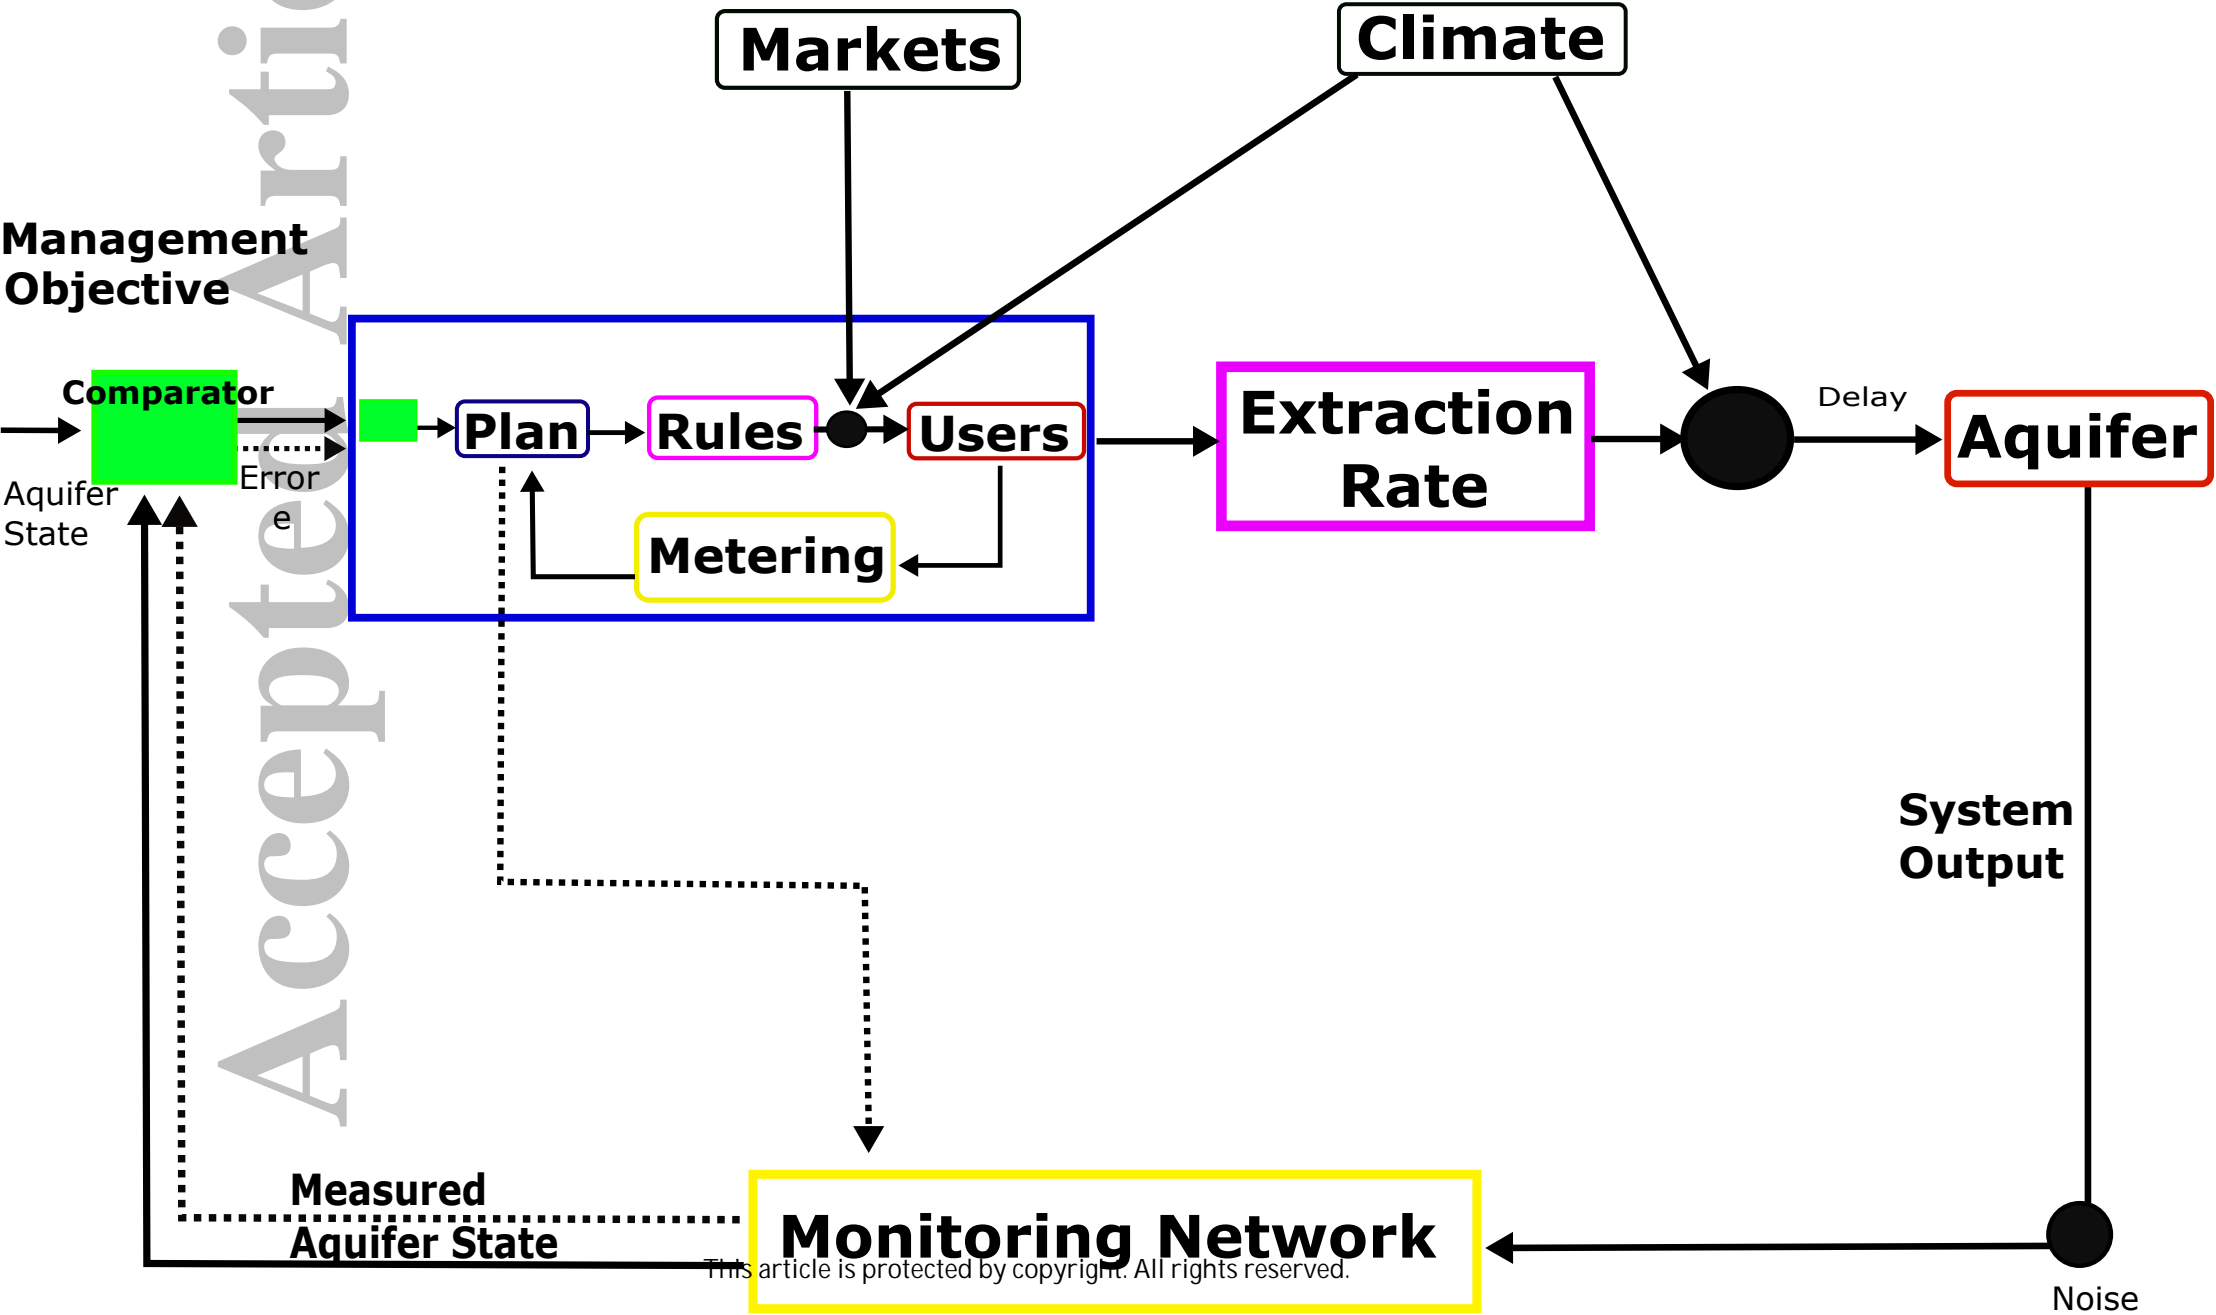 Markets
Climate
Management
Objective
Comparator
Error
e
Aquifer
State
Plan
Rules
Users
Metering
Extraction
Rate
Delay
Aquifer
System
Output
Measured
Aquifer State
Monitoring Network
Noise
This article is protected by copyright. All rights reserved.
Accepted Artic